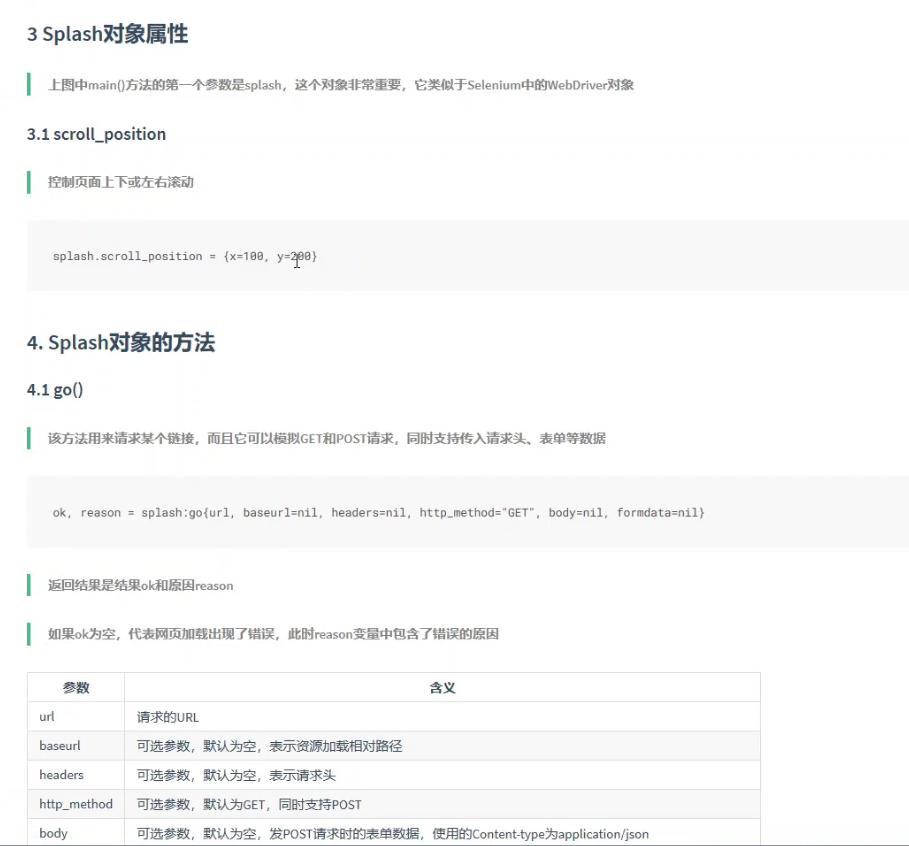 3 Splash对象属性
上图中main()方法的第一个参数是splash，这个对象非常重要，它类似于Selenium中的WebDriver对象
3.1 scroll_position
控制页面上下或左右滚动
splash.scroll_position = {x=100, y=200}
4. Splash对象的方法
4.1 go()
该方法用来请求某个链接，而且它可以模拟GET和POST请求，同时支持传入请求头、表单等数据
ok, reason = splash:go{url, baseurl=nil, headers=nil, http_method="GET", body=nil, formdata=nil}
返回结果是结果ok和原因reason
如果ok为空，代表网页加载出现了错误，此时reason变量中包含了错误的原因
参数 含义
url 请求的URL
baseurl 可选参数，默认为空，表示资源加载相对路径
headers 可选参数，默认为空，表示请求头
http_method 可选参数，默认为GET，同时支持POST
body 可选参数，默认为空，发POST请求时的表单数据，使用的Content-type为application/json